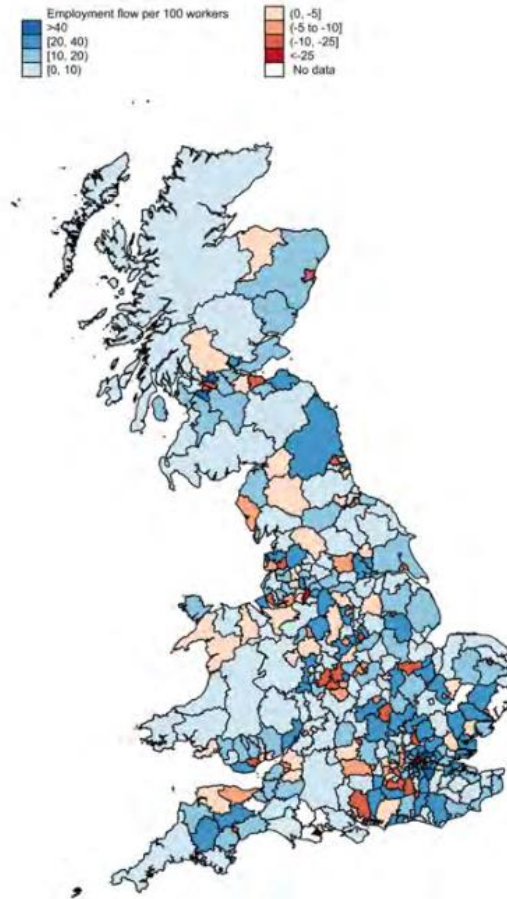 Employment flow per 100 workers
>40
[20, 40)
[10, 20)
[0, 10)
(0, -5]
(-5 to -10]
(-10, -25]
<-25
No data